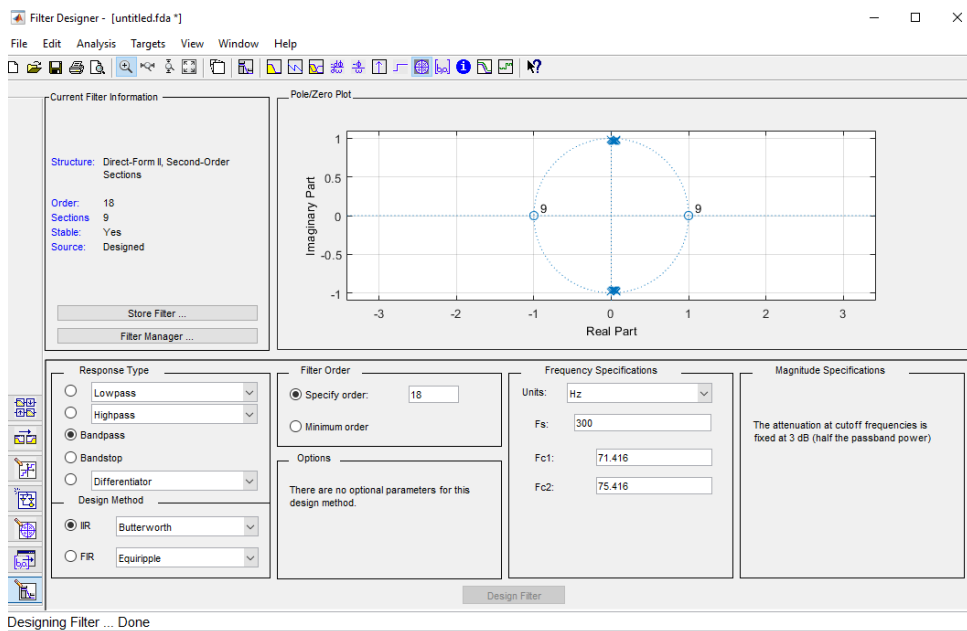 Filter Designer - [untitled.fda *]
File Edit Analysis Targets View Window Help
Current Filter Information
Structure: Direct-Form II, Second-Order
Sections
Order: 18
Sections 9
Stable: Yes
Source: Designed
Store Filter ...
Filter Manager ...
Pole/Zero Plot
1
0.5
0
-0.5
-1
Imaginary Part
9
9
-3 -2 -1 0 1 2 3
Real Part
Response Type
Lowpass
Highpass
Bandpass
Bandstop
Differentiator
Design Method
IIR Butterworth
FIR Equiripple
Filter Order
Specify order: 18
Minimum order
Options
There are no optional parameters for this
design method.
Frequency Specifications
Units: Hz
Fs: 300
Fc1: 71.416
Fc2: 75.416
Magnitude Specifications
The attenuation at cutoff frequencies is
fixed at 3 dB (half the passband power)
Design Filter
Designing Filter ... Done